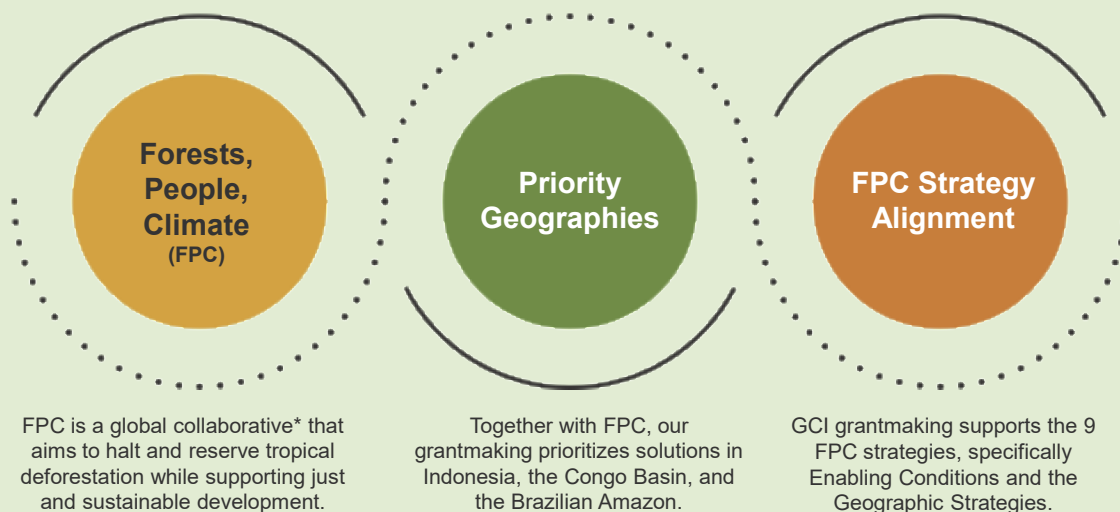 Forests,
People,
Climate
(FPC)
Priority
Geographies
FPC Strategy
Alignment
FPC is a global collaborative* that
aims to halt and reserve tropical
deforestation while supporting just
and sustainable development.
Together with FPC, our
grantmaking prioritizes solutions in
Indonesia, the Congo Basin, and
the Brazilian Amazon.
GCI grantmaking supports the 9
FPC strategies, specifically
Enabling Conditions and the
Geographic Strategies.